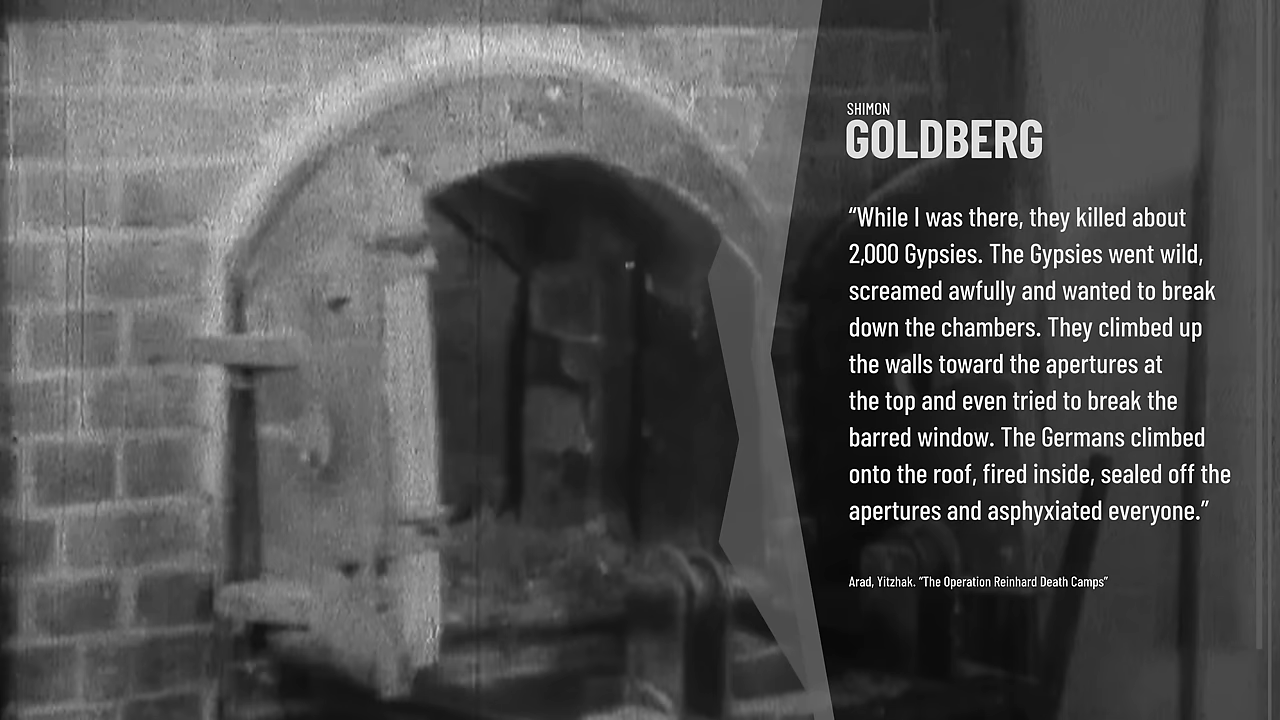 SHIMON
GOLDBERG
“While I was there, they killed about
2,000 Gypsies. The Gypsies went wild,
screamed awfully and wanted to break
down the chambers. They climbed up
the walls toward the apertures at
the top and even tried to break the
barred window. The Germans climbed
onto the roof, fired inside, sealed off the
apertures and asphyxiated everyone.”
Arad, Yitzhak. “The Operation Reinhard Death Camps”